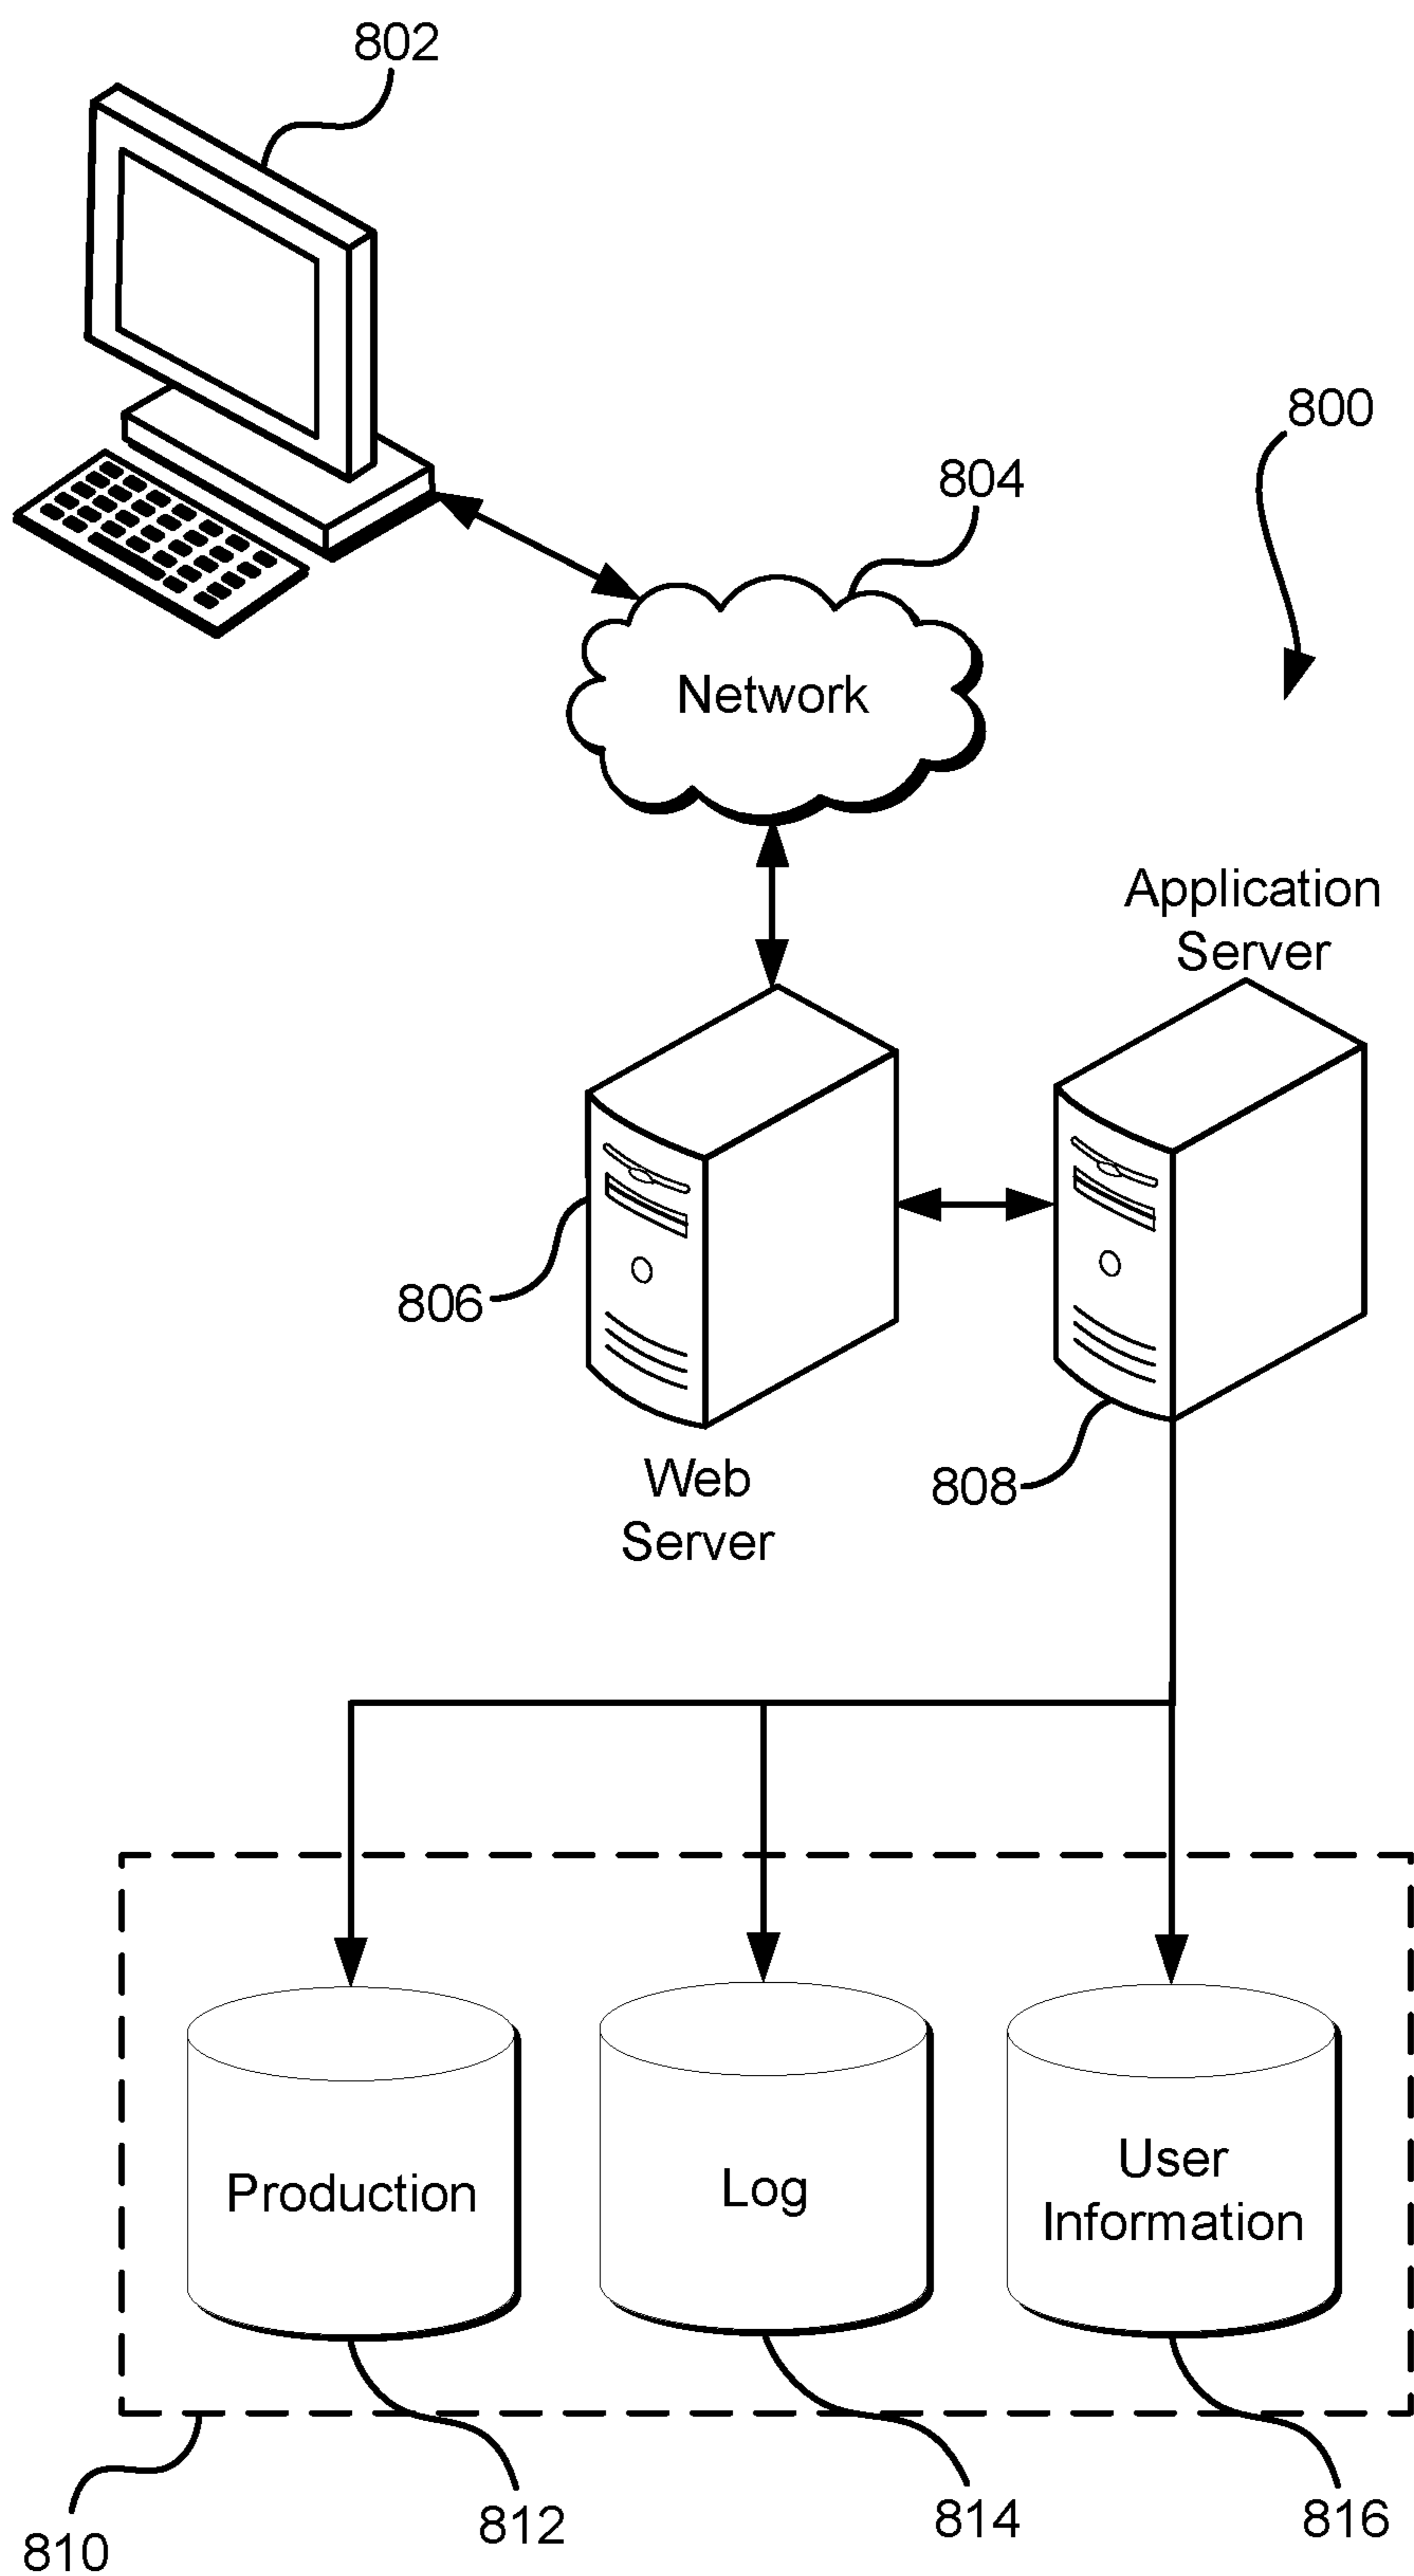 802
800
804
Network
Application
Server
806
Web
Server
808
Production
Log
User
Information
810
812
814
816